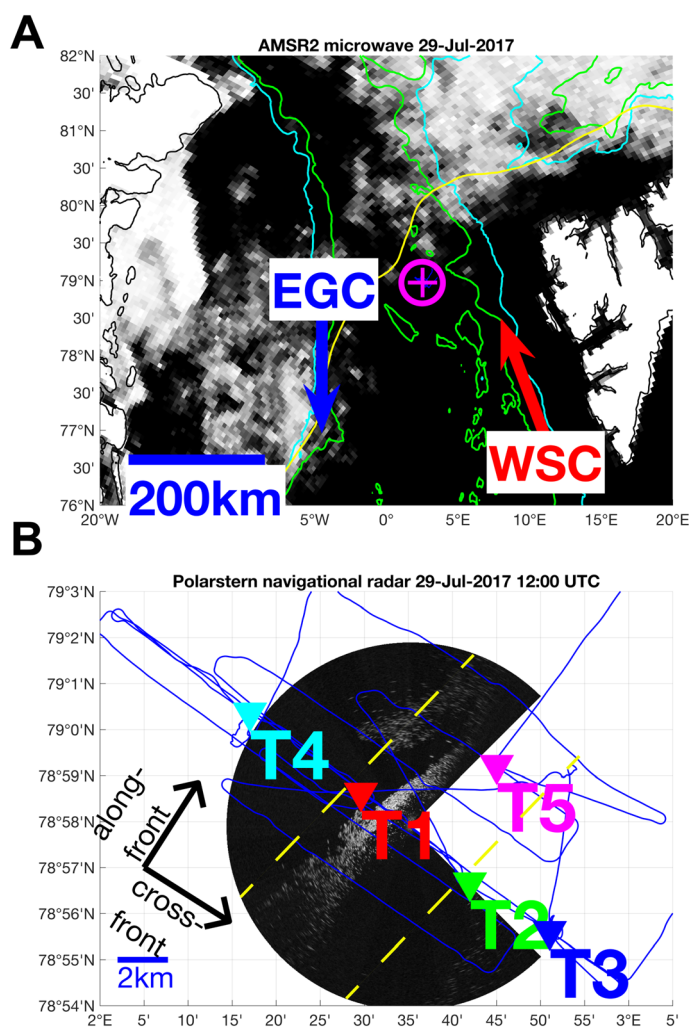 A
AMSR2 microwave 29-Jul-2017
82°N
30'
81°N
30'
80°N
30'
79°N
30'
78°N
30'
77°N
30'
76°N
EGC
WSC
200km
20°W
5°W
0°
5°E
10°E
15°E
20°E
B
Polarstern navigational radar 29-Jul-2017 12:00 UTC
79°3'N
79°2'N
79°1'N
79°0'N
78°59'N
78°58'N
78°57'N
78°56'N
78°55'N
78°54'N
T4
T1
T5
T2
T3
along-
front
cross-
front
2km
2°E
5'
10'
15'
20'
25'
30'
35'
40'
45'
50'
55'
3°E
5'